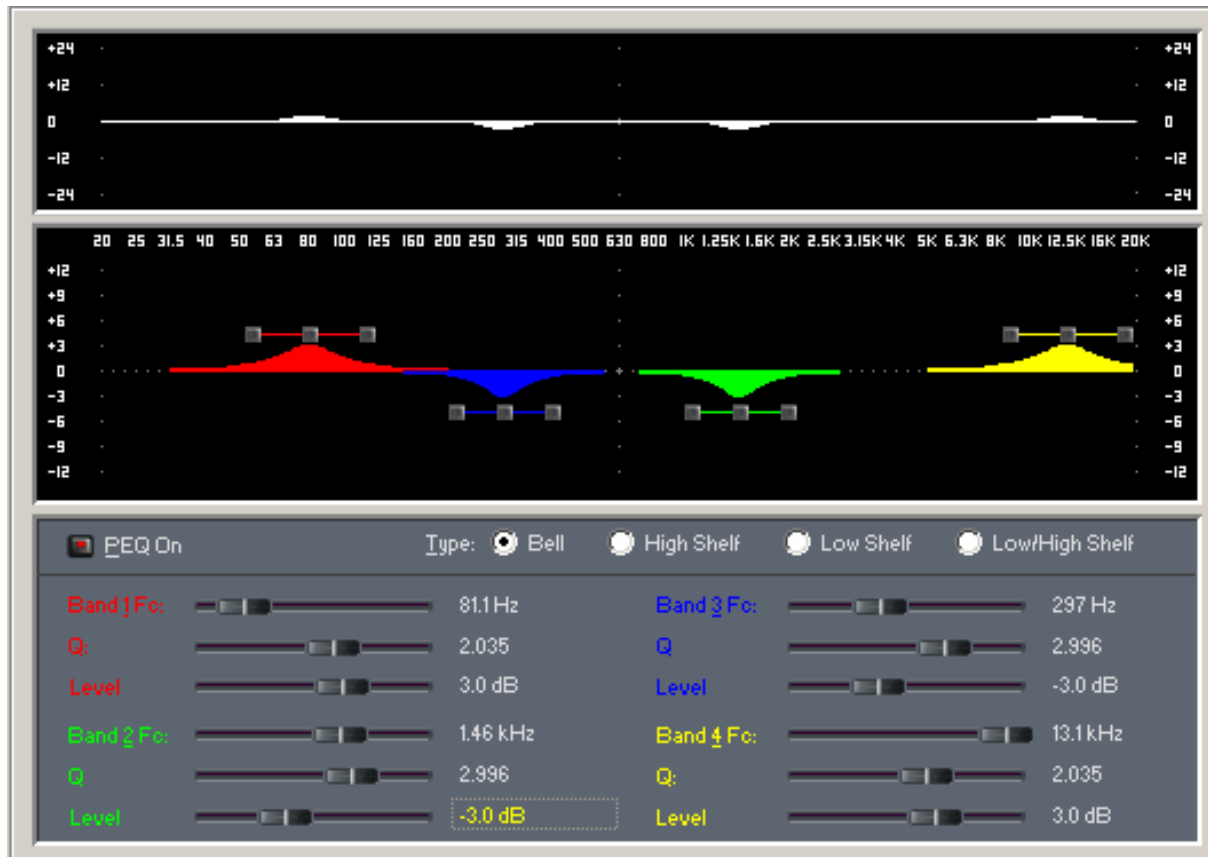 +24 +24
+12 +12
0 0
-12 -12
-24 -24
20 25 31.5 40 50 63 80 100 125 160 200 250 315 400 500 630 800 1K 1.25K 1.6K 2K 2.5K 3.15K 4K 5K 6.3K 8K 10K 12.5K 16K 20K
+12 +12
+9 +9
+6 +6
+3 +3
0 0
-3 -3
-6 -6
-9 -9
-12 -12
PEQ On Type: Bell High Shelf Low Shelf Low/High Shelf
Band 1 Fc: 81.1 Hz Band 3 Fc: 297 Hz
Q: 2.035 Q 2.996
Level 3.0 dB Level -3.0 dB
Band 2 Fc: 1.46 kHz Band 4 Fc: 13.1 kHz
Q 2.996 Q: 2.035
Level -3.0 dB Level 3.0 dB